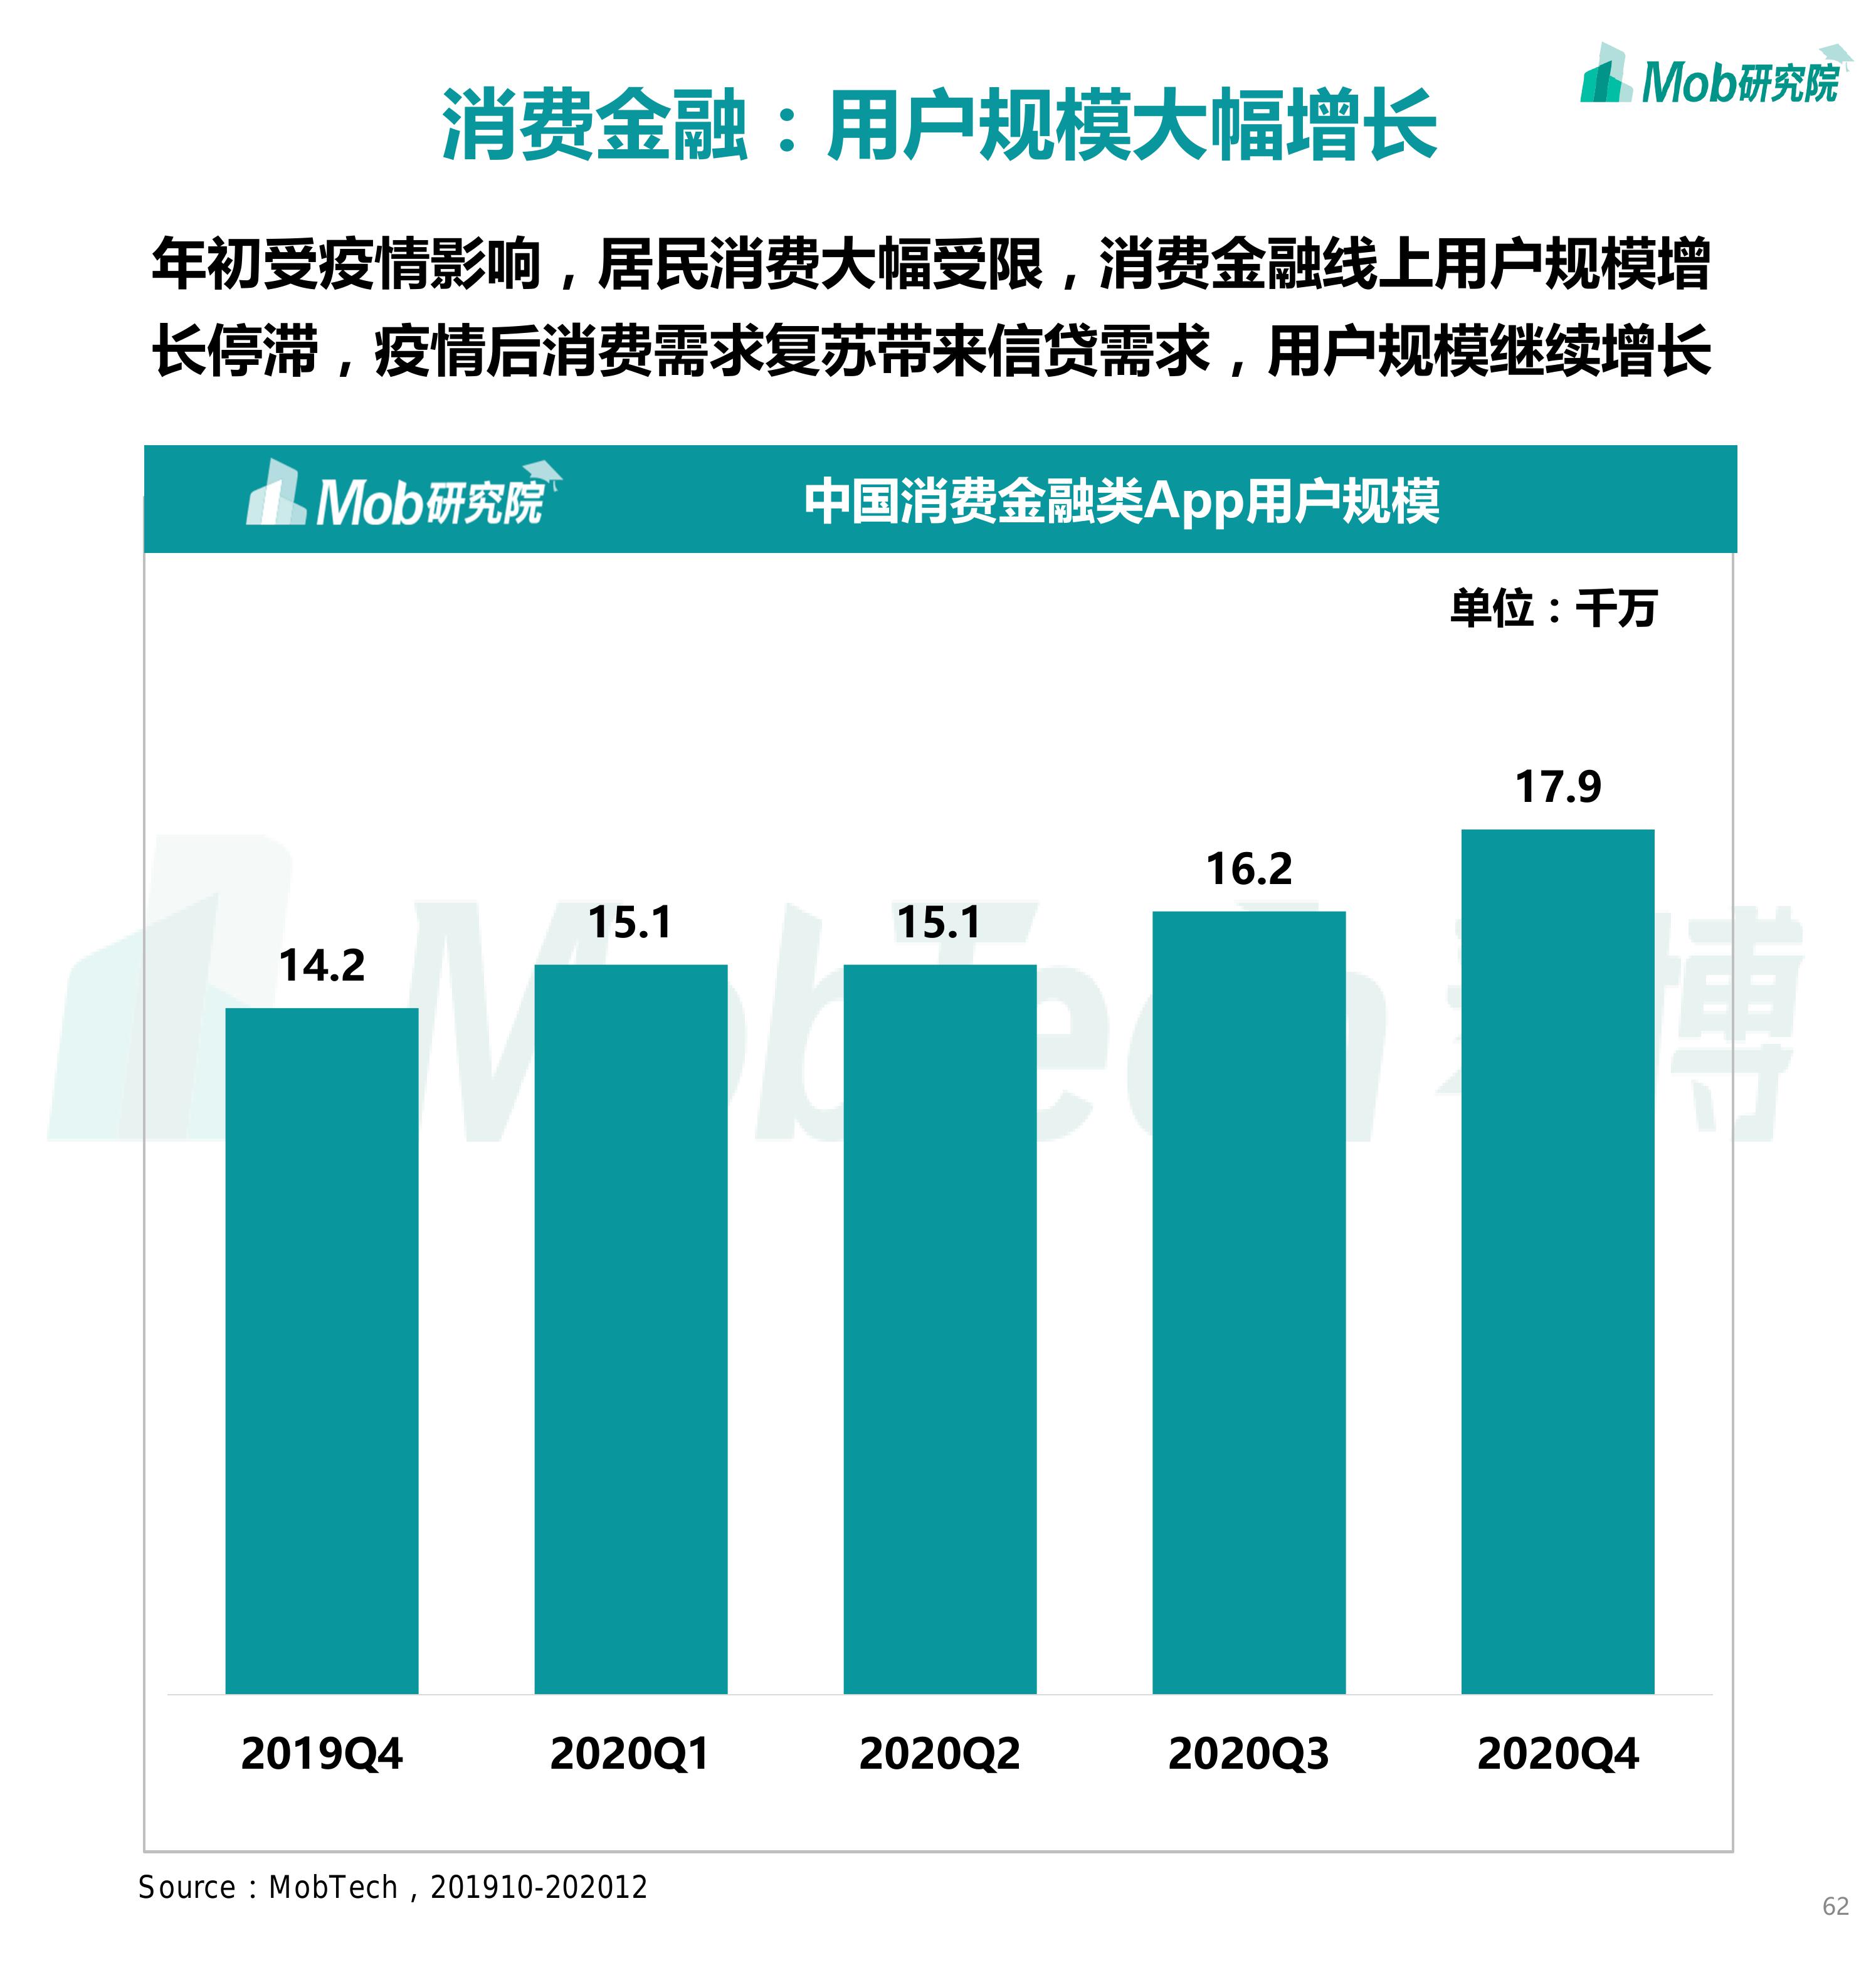 Mob研究院
消费金融：用户规模大幅增长
年初受疫情影响，居民消费大幅受限，消费金融线上用户规模增
长停滞，疫情后消费需求复苏带来信贷需求，用户规模继续增长
Mob研究院 中国消费金融类App用户规模
单位：千万
17.9
16.2
15.1
15.1
14.2
MobTech 袤博
2019Q4 2020Q1 2020Q2 2020Q3 2020Q4
Source：MobTech，201910-202012
62